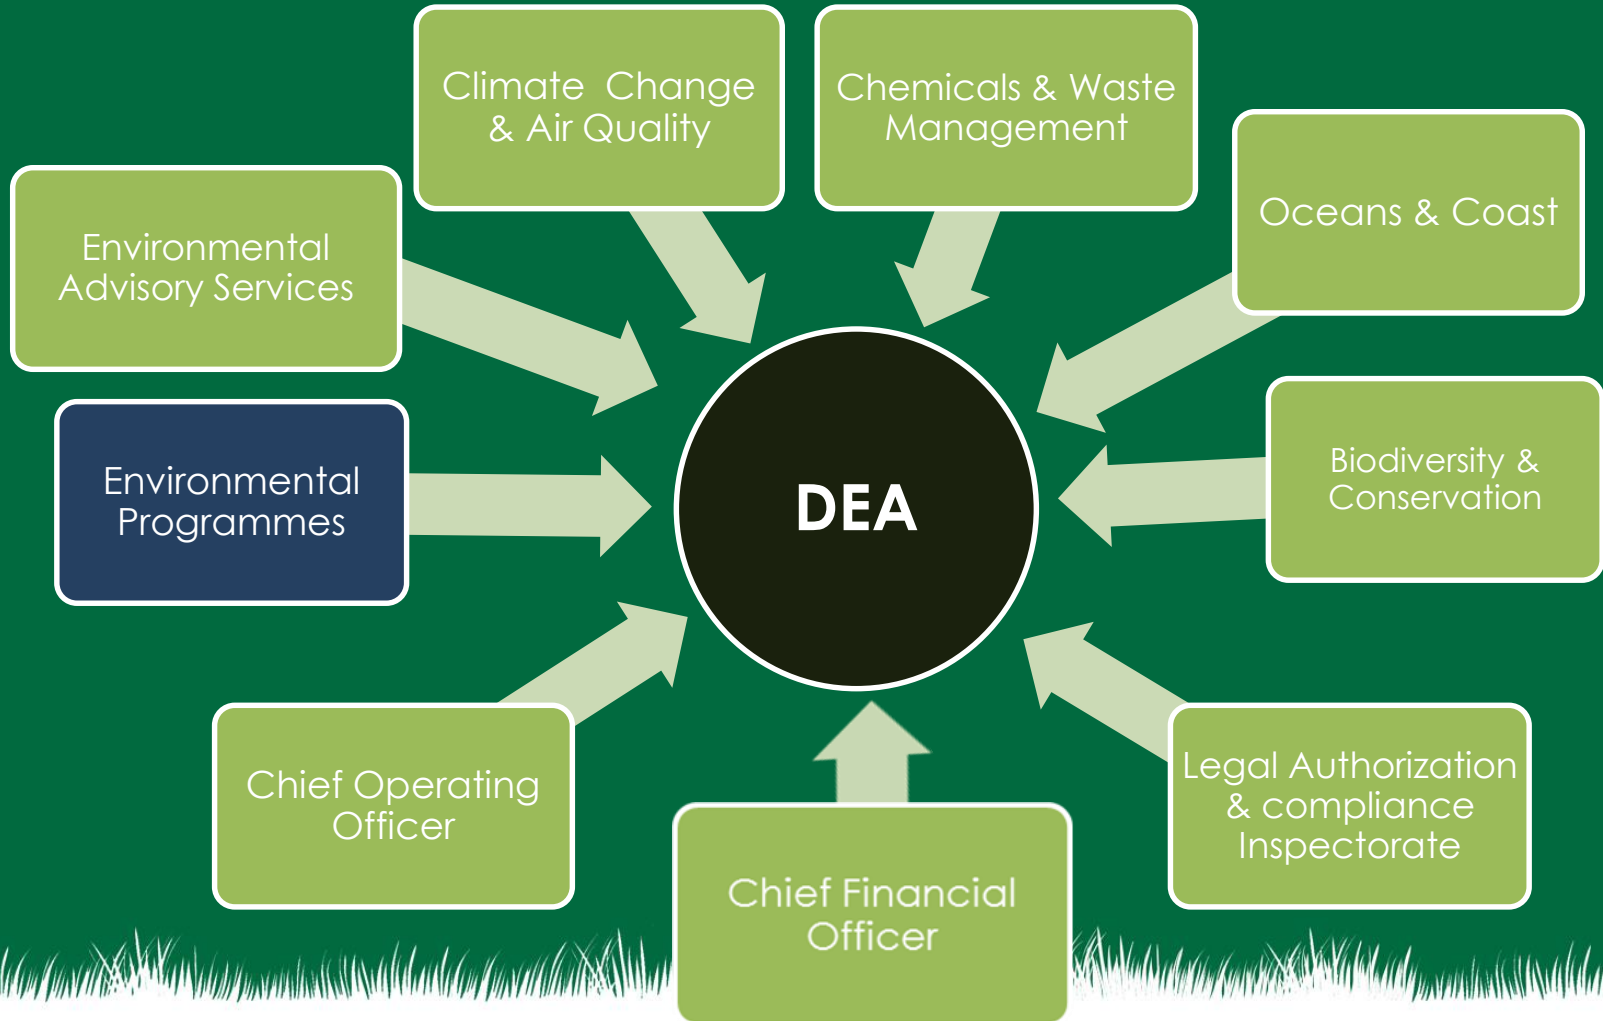 Climate Change
& Air Quality
Chemicals & Waste
Management
Oceans & Coast
Environmental
Advisory Services
Environmental
Programmes
DEA
Biodiversity &
Conservation
Chief Operating
Officer
Chief Financial
Officer
Legal Authorization
& compliance
Inspectorate